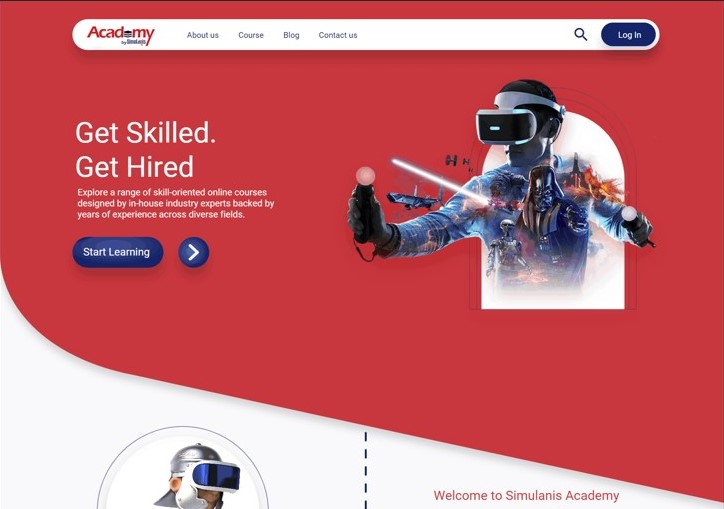 Academy
by Simulanis
About us
Course
Blog
Contact us
Log In
Get Skilled.
Get Hired
Explore a range of skill-oriented online courses
designed by in-house industry experts backed by
years of experience across diverse fields.
Start Learning
Welcome to Simulanis Academy